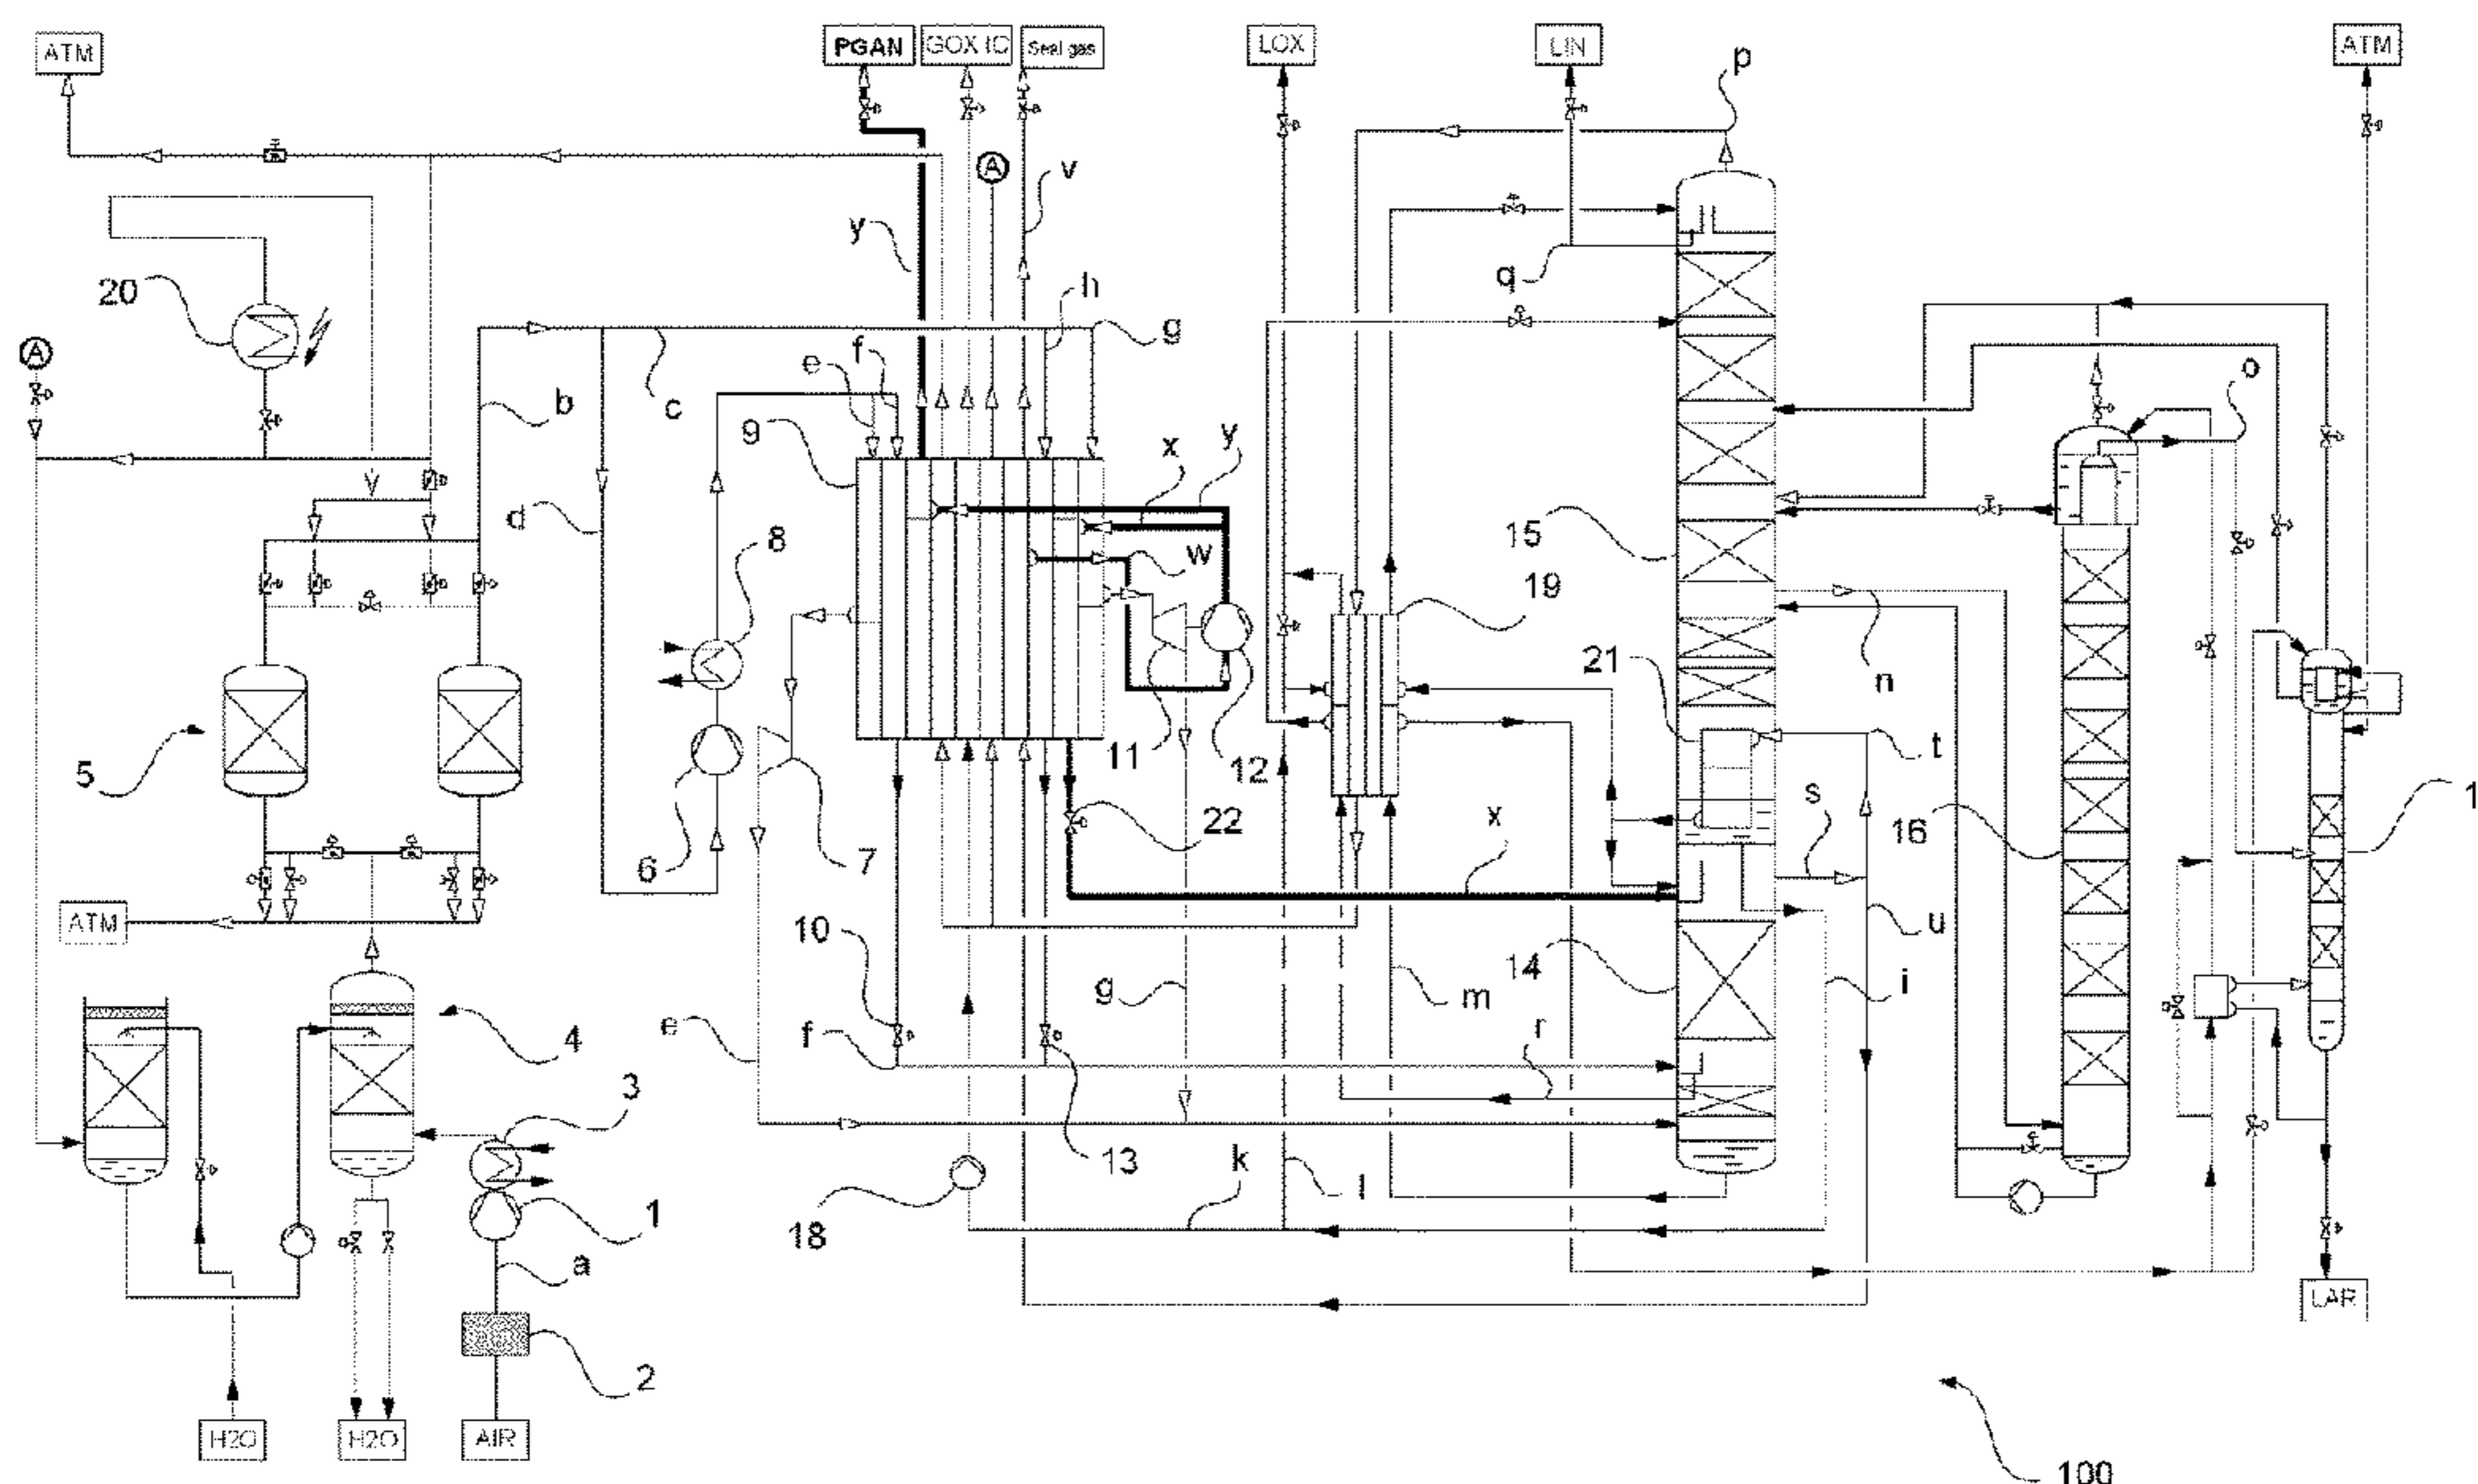 ATM
PGAN
GOX IC
Seal gas
LOX
LIN
ATM
p
A
v
y
q
h
20
g
A
e
f
o
b
c
9
x
y
d
8
w
15
19
21
n
t
5
11
12
s
1
22
16
6
7
x
ATM
10
u
14
g
m
i
e
f
r
4
3
13
k
l
18
1
a
LAR
2
H2O
H2O
AIR
100